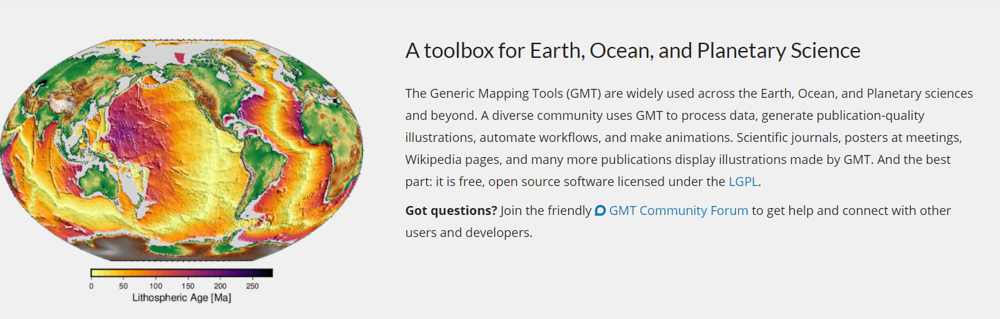 A toolbox for Earth, Ocean, and Planetary Science
The Generic Mapping Tools (GMT) are widely used across the Earth, Ocean, and Planetary sciences
and beyond. A diverse community uses GMT to process data, generate publication-quality
illustrations, automate workflows, and make animations. Scientific journals, posters at meetings,
Wikipedia pages, and many more publications display illustrations made by GMT. And the best
part: it is free, open source software licensed under the LGPL.
Got questions? Join the friendly GMT Community Forum to get help and connect with other
users and developers.
0 50 100 150 200 250
Lithospheric Age [Ma]